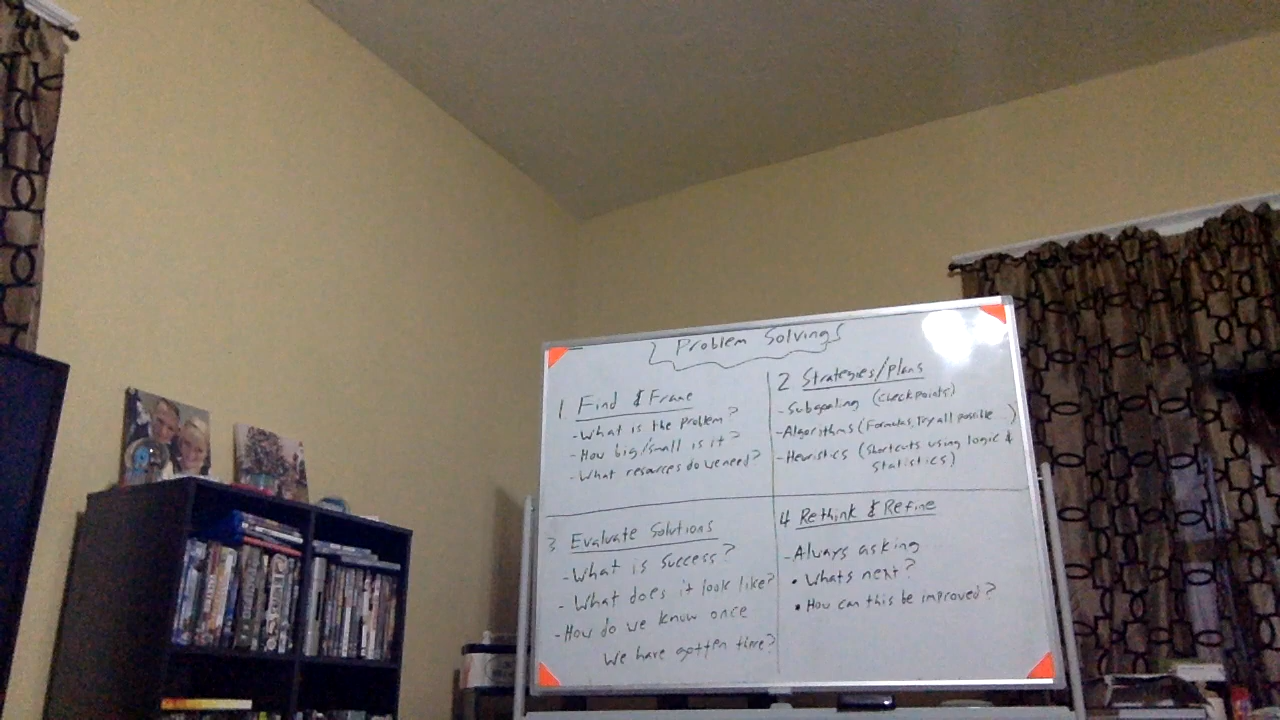 Problem Solvings
1 Find & Frame
-What is the problem?
-How big/small is it?
-What resources do we need?
2 Strategies/plans
-Subgoaling (checkpoints)
-Algorithms (Formulas, Try all possible )
-Heuristics (shortcuts using logic &
statistics)
3 Evaluate Solutions
-What is success?
- What does it look like?
-How do we know once
we have gotten there?
4 Rethink & Refine
-Always asking
• Whats next?
• How can this be improved?